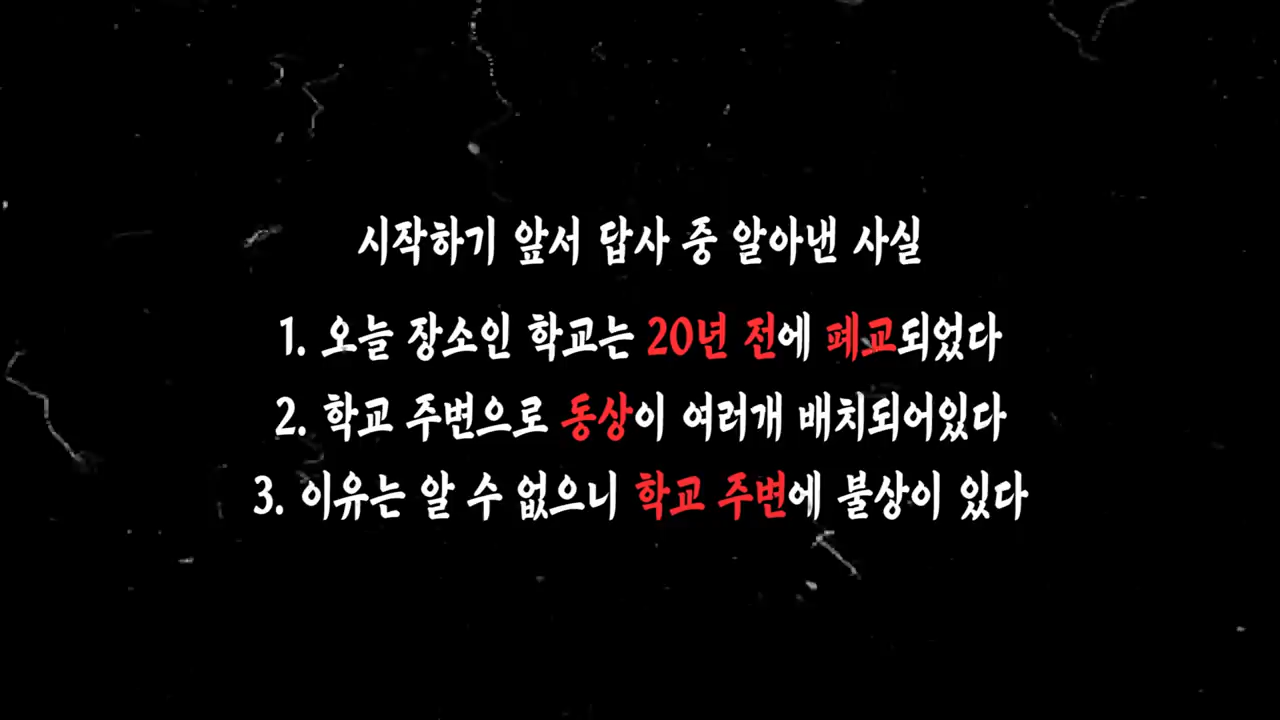 시작하기 앞서 답사 중 알아낸 사실
1. 오늘 장소인 학교는 20년 전에 폐교되었다
2. 학교 주변으로 동상이 여러개 배치되어있다
3. 이유는 알 수 없으니 학교 주변에 불상이 있다